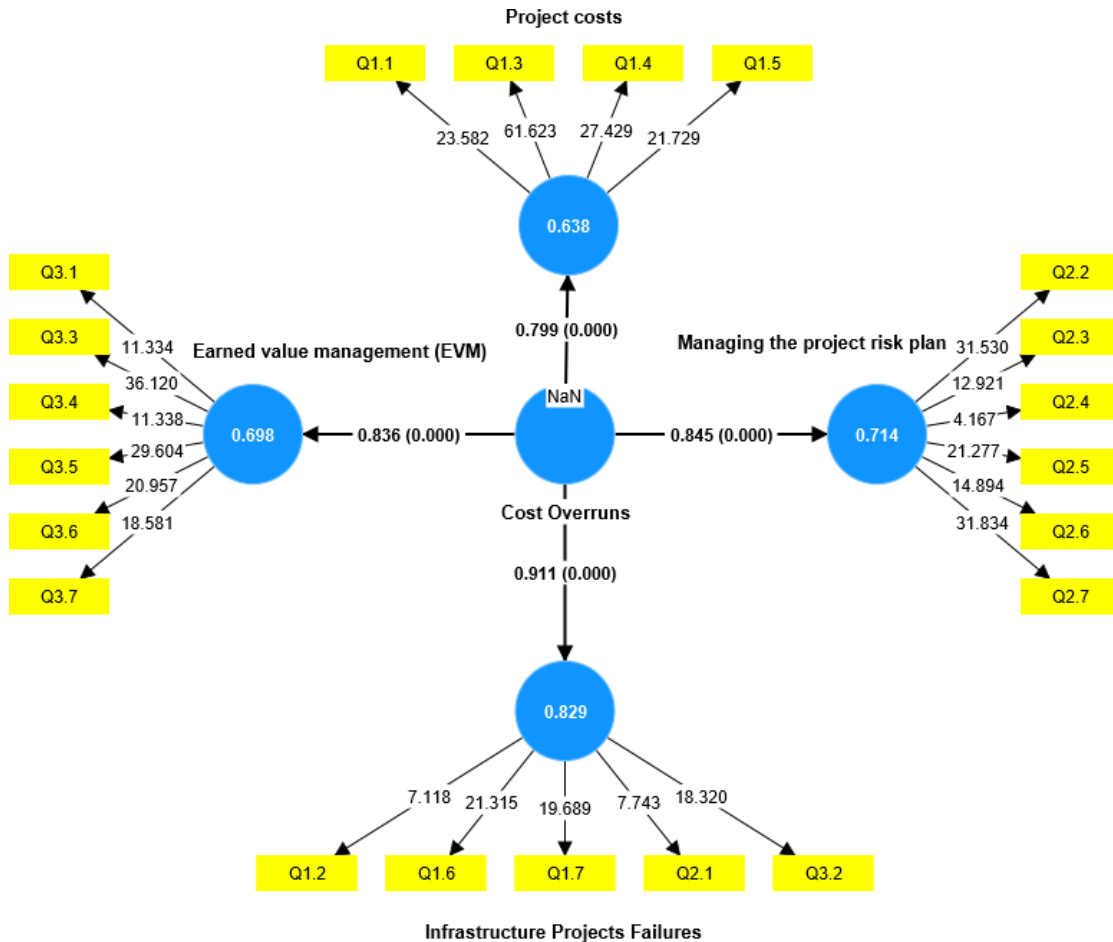 Project costs
Q1.1
Q1.3
Q1.4
Q1.5
23.582
61.623
27.429
21.729
0.638
0.799 (0.000)
Q3.1
Q3.3
Q3.4
Q3.5
Q3.6
Q3.7
11.334
36.120
11.338
29.604
20.957
18.581
Earned value management (EVM)
0.698
0.836 (0.000)
NaN
Cost Overruns
0.845 (0.000)
Managing the project risk plan
0.714
31.530
12.921
4.167
21.277
14.894
31.834
Q2.2
Q2.3
Q2.4
Q2.5
Q2.6
Q2.7
0.911 (0.000)
0.829
7.118
21.315
19.689
7.743
18.320
Q1.2
Q1.6
Q1.7
Q2.1
Q3.2
Infrastructure Projects Failures